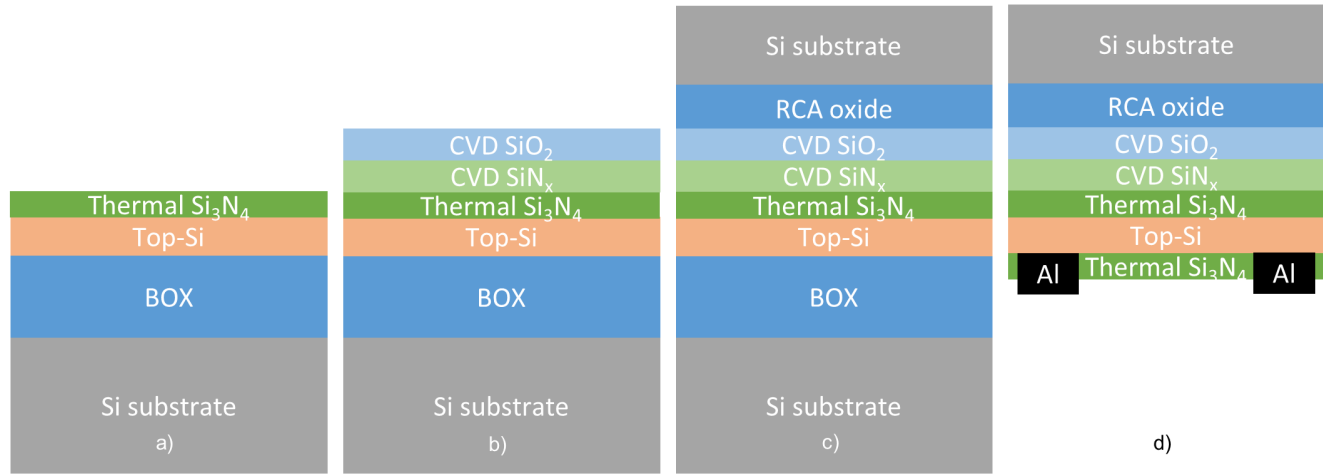 Thermal Si₃N₄
Top-Si
BOX
Si substrate
a)
CVD SiO₂
CVD SiNₓ
Thermal Si₃N₄
Top-Si
BOX
Si substrate
b)
Si substrate
RCA oxide
CVD SiO₂
CVD SiNₓ
Thermal Si₃N₄
Top-Si
BOX
Si substrate
c)
Si substrate
RCA oxide
CVD SiO₂
CVD SiNₓ
Thermal Si₃N₄
Top-Si
Al Thermal Si₃N₄ Al
d)